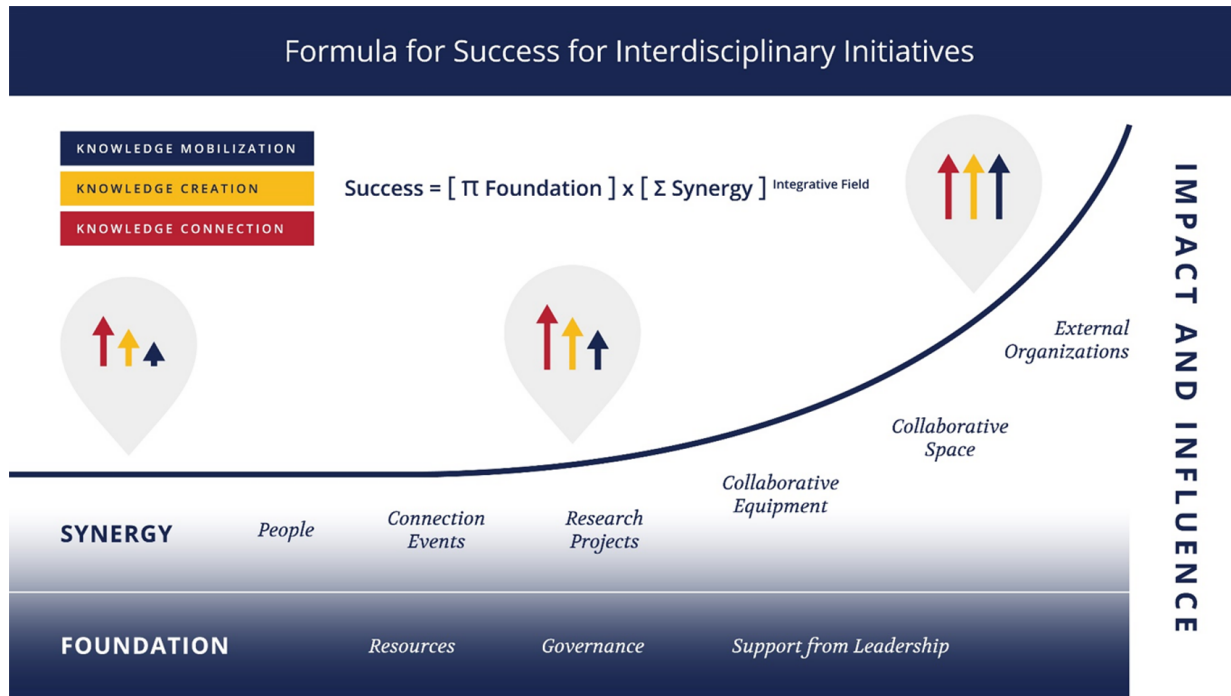 Formula for Success for Interdisciplinary Initiatives
KNOWLEDGE MOBILIZATION
KNOWLEDGE CREATION
KNOWLEDGE CONNECTION
Success = [ Π Foundation ] x [ Σ Synergy ] Integrative Field
External
Organizations
Collaborative
Space
Collaborative
Equipment
SYNERGY
People
Connection
Events
Research
Projects
FOUNDATION
Resources
Governance
Support from Leadership
IMPACT AND INFLUENCE